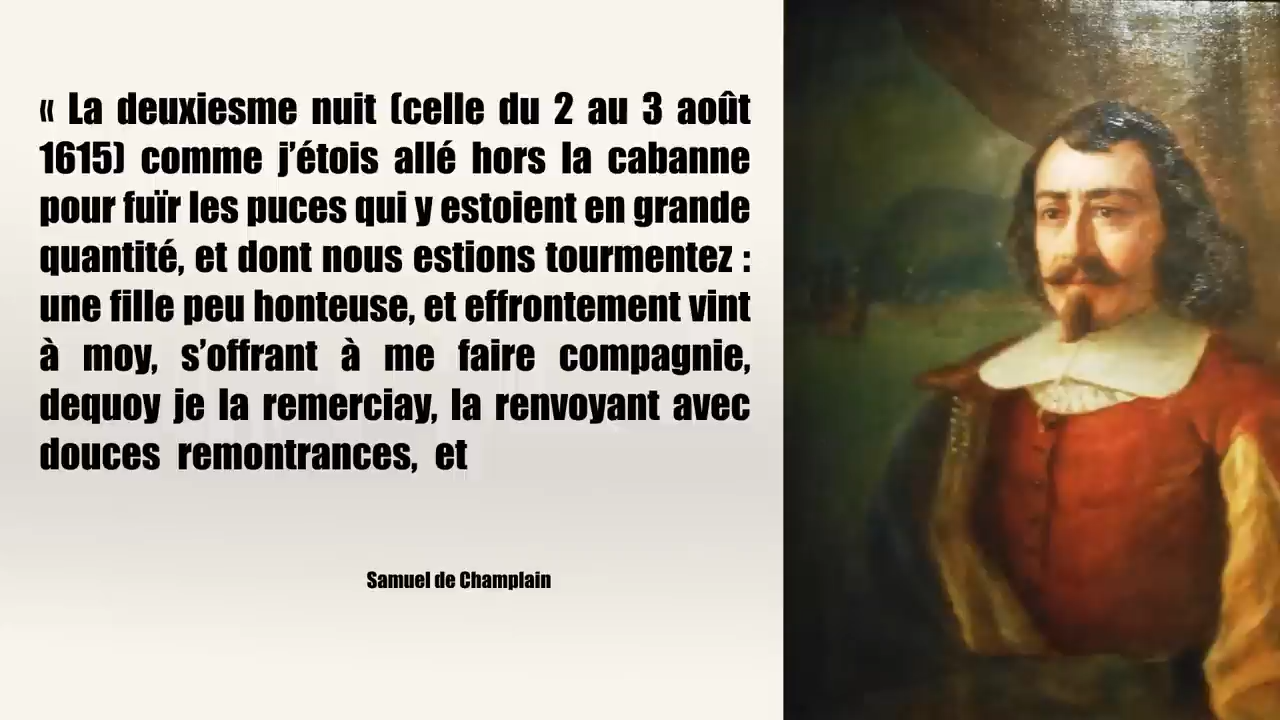 « La deuxiesme nuit (celle du 2 au 3 août
1615) comme j’étois allé hors la cabanne
pour fuïr les puces qui y estoient en grande
quantité, et dont nous estions tourmentez :
une fille peu honteuse, et effrontement vint
à moy, s’offrant à me faire compagnie,
dequoy je la remerciay, la renvoyant avec
douces remontrances, et
Samuel de Champlain